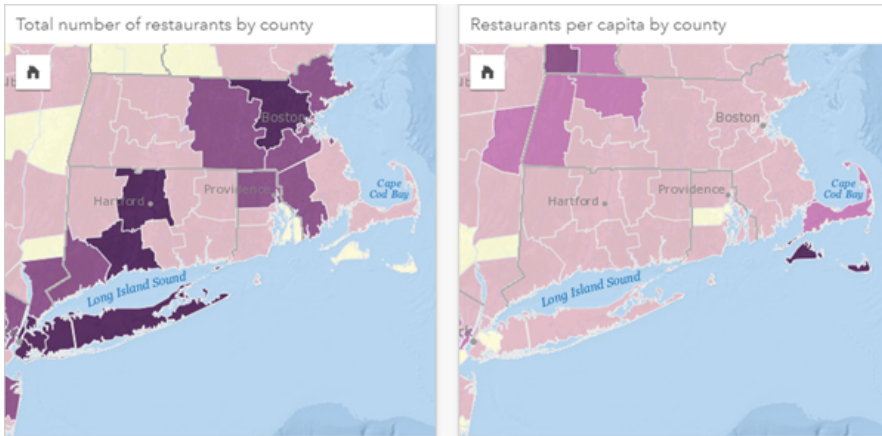 Total number of restaurants by county
Boston
Hartford
Providence
Cape
Cod Bay
Long Island Sound
Restaurants per capita by county
Boston
Hartford
Providence
Cape
Cod Bay
Long Island Sound